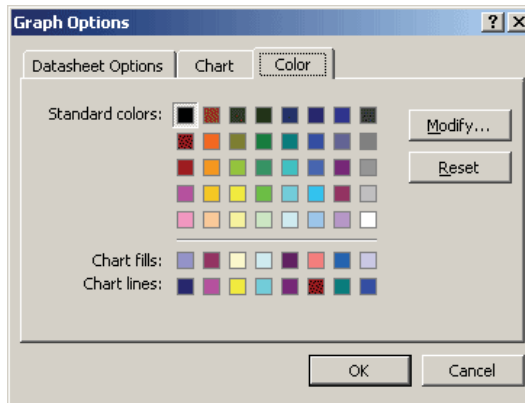 Graph Options
Datasheet Options Chart Color
Standard colors:
Modify...
Reset
Chart fills:
Chart lines:
OK Cancel